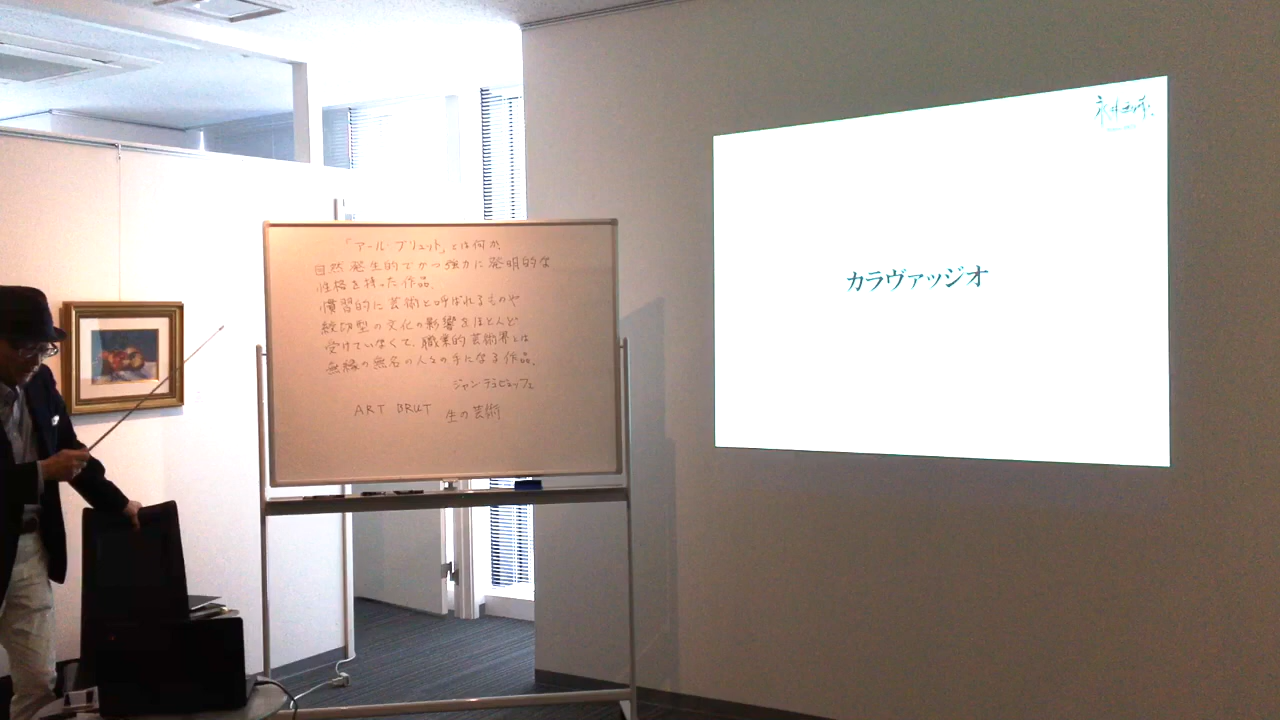 「アール・ブリュット」とは何か
自然発生的でかつ強力に発明的な
性格を持った作品。
慣習的に芸術と呼ばれるものや
紋切型の文化の影響をほとんど
受けていなくて、職業的芸術界とは
無縁の無名の人々の手になる作品。
ジャン デュビュッフェ
ART BRUT 生の芸術
カラヴァッジオ